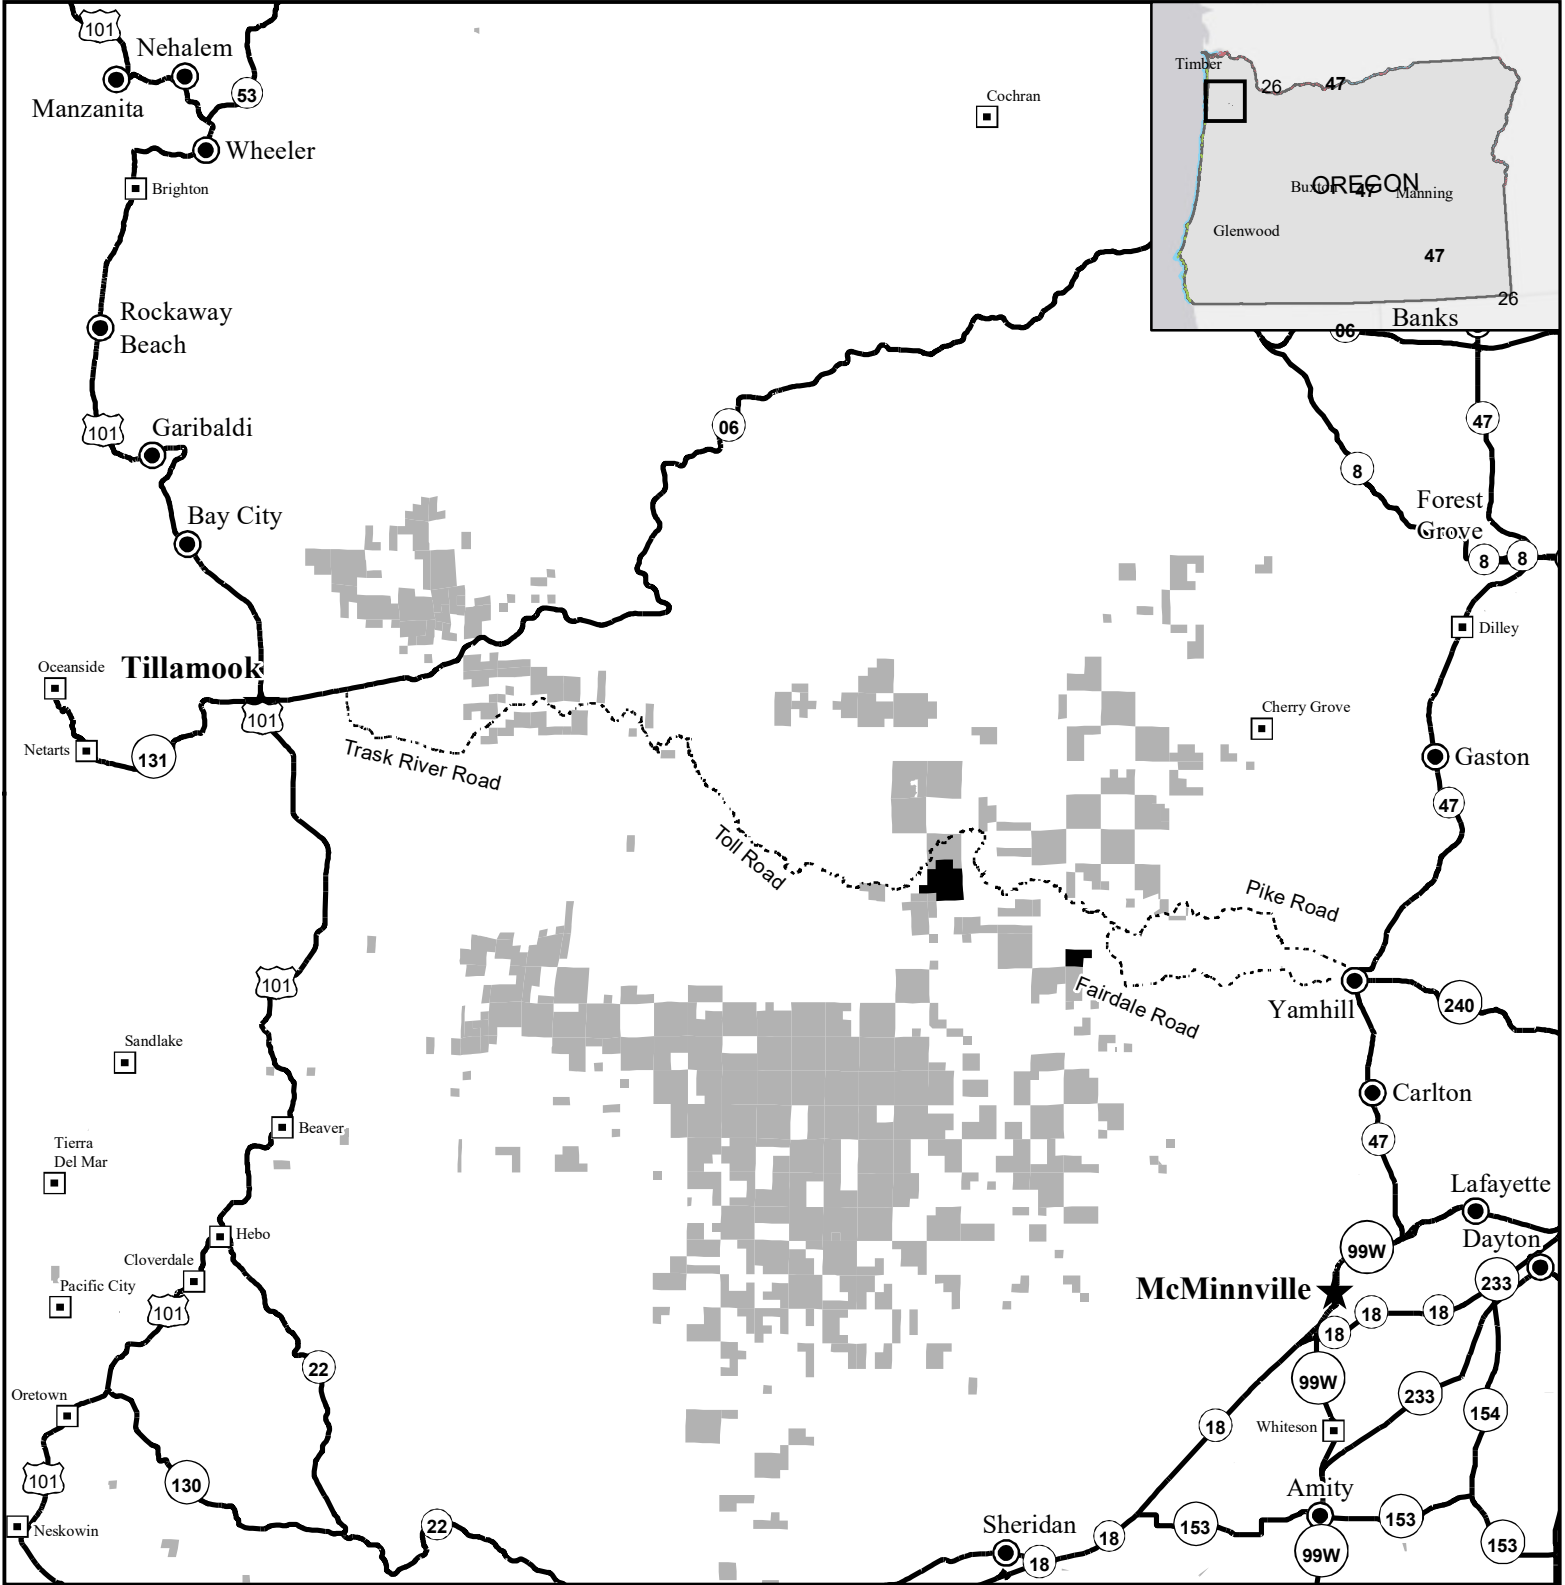 101
Nehalem
Manzanita
53
Wheeler
Brighton
Cochran
Timber
26
47
OREGON
Buxton
47
Manning
Glenwood
47
26
Banks
06
Rockaway
Beach
101
Garibaldi
06
47
8
Bay City
Forest
Grove
8
8
Dilley
Tillamook
Oceanside
101
Netarts
131
Trask River Road
Cherry Grove
Gaston
47
Toll Road
Pike Road
101
Fairdale Road
Yamhill
240
Sandlake
Carlton
Beaver
47
Tierra
Del Mar
Lafayette
Hebo
99W
Dayton
Cloverdale
Pacific City
101
McMinnville
233
18
18
18
22
99W
233
Oretown
154
18
Whiteson
101
130
Amity
Neskowin
22
Sheridan
18
18
153
153
99W
153